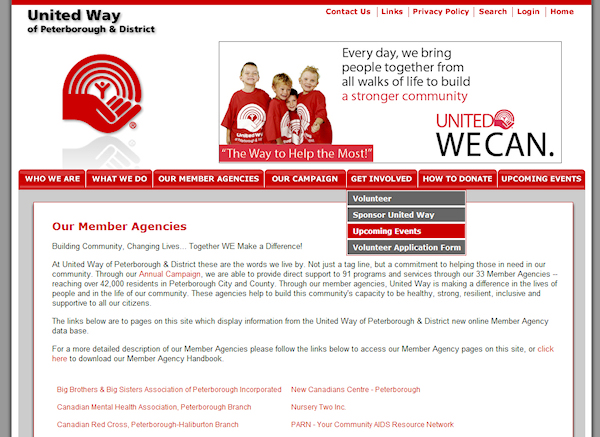 United Way
of Peterborough & District
Contact Us | Links | Privacy Policy | Search | Login | Home
Every day, we bring
people together from
all walks of life to build
a stronger community
UNITED
WE CAN.
"The Way to Help the Most!"
WHO WE ARE
WHAT WE DO
OUR MEMBER AGENCIES
OUR CAMPAIGN
GET INVOLVED
HOW TO DONATE
UPCOMING EVENTS
Volunteer
Sponsor United Way
Upcoming Events
Volunteer Application Form
Our Member Agencies
Building Community, Changing Lives... Together WE Make a Difference!
At United Way of Peterborough & District these are the words we live by. Not just a tag line, but a commitment to helping those in need in our
community. Through our Annual Campaign, we are able to provide direct support to 91 programs and services through our 33 Member Agencies --
reaching over 42,000 residents in Peterborough City and County. Through our member agencies, United Way is making a difference in the lives of
people and in the life of our community. These agencies help to build this community's capacity to be healthy, strong, resilient, inclusive and
supportive to all our citizens.
The links below are to pages on this site which display information from the United Way of Peterborough & District new online Member Agency
data base.
For a more detailed description of our Member Agencies please follow the links below to access our Member Agency pages on this site, or click
here to download our Member Agency Handbook.
Big Brothers & Big Sisters Association of Peterborough Incorporated
New Canadians Centre - Peterborough
Canadian Mental Health Association, Peterborough Branch
Nursery Two Inc.
Canadian Red Cross, Peterborough-Haliburton Branch
PARN - Your Community AIDS Resource Network